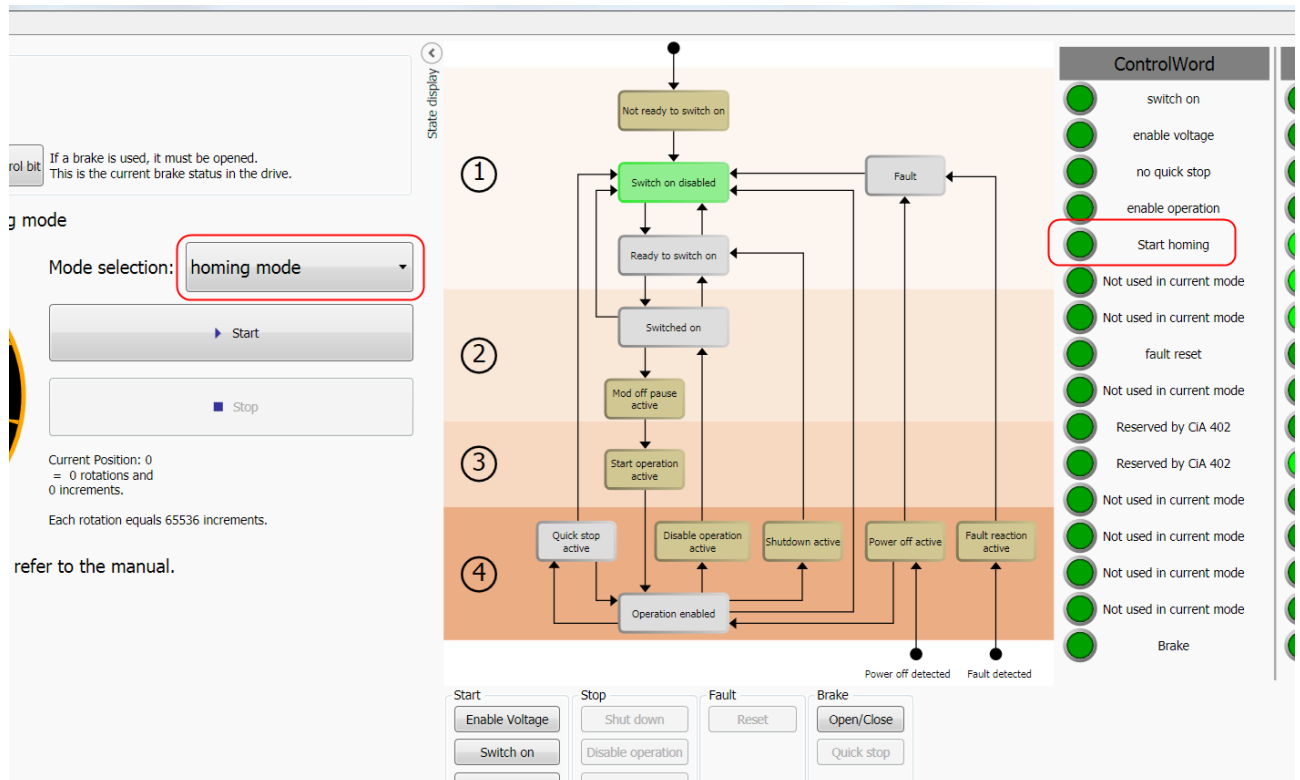 If a brake is used, it must be opened.
rol bit
This is the current brake status in the drive.
g mode
Mode selection:
homing mode
Start
Stop
Current Position: 0
= 0 rotations and
0 increments.
Each rotation equals 65536 increments.
refer to the manual.
State display
1
Not ready to switch on
Switch on disabled
Fault
Ready to switch on
2
Switched on
Mod off pause
active
3
Start operation
active
4
Quick stop
active
Disable operation
active
Shutdown active
Power off active
Fault reaction
active
Operation enabled
Power off detected
Fault detected
Start
Enable Voltage
Switch on
Stop
Shut down
Disable operation
Fault
Reset
Brake
Open/Close
Quick stop
ControlWord
switch on
enable voltage
no quick stop
enable operation
Start homing
Not used in current mode
Not used in current mode
fault reset
Not used in current mode
Reserved by CiA 402
Reserved by CiA 402
Not used in current mode
Not used in current mode
Not used in current mode
Not used in current mode
Brake